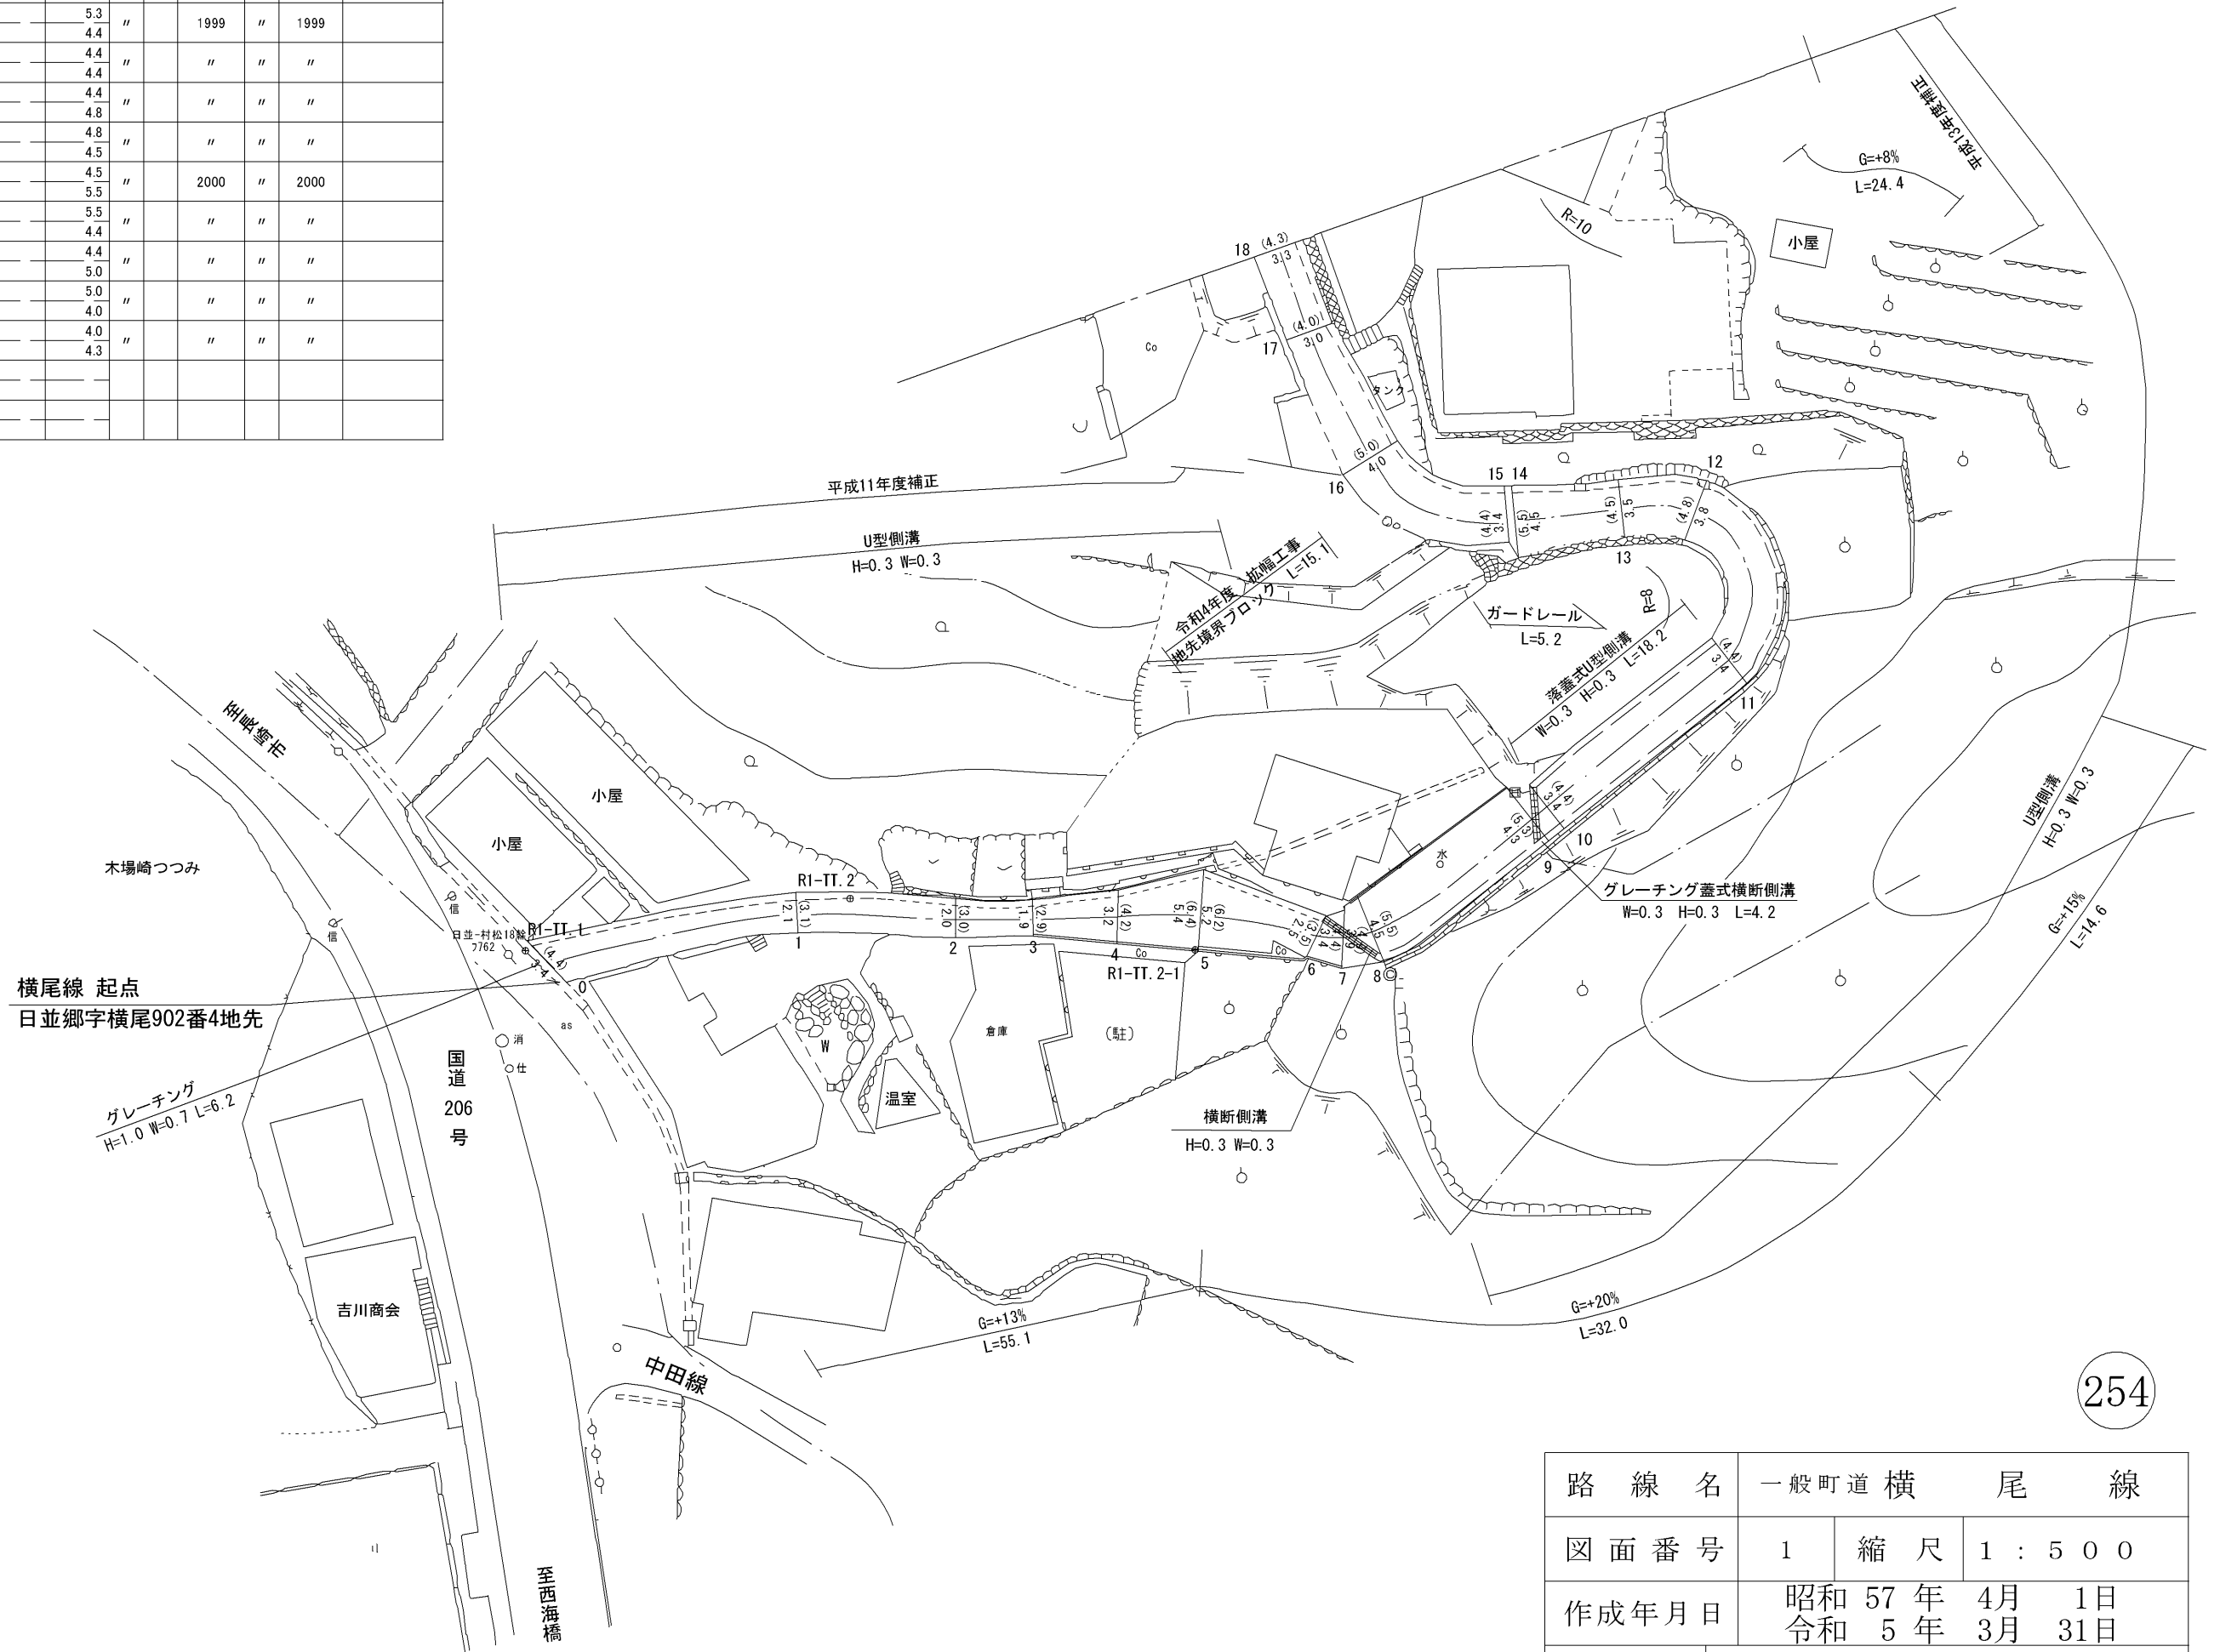 5.3
4.4 〃 1999 〃 1999
4.4
4.4 〃 〃 〃 〃
4.4
4.8 〃 〃 〃 〃
4.8
4.5 〃 〃 〃 〃
4.5
5.5 〃 2000 〃 2000
5.5
4.4 〃 〃 〃 〃
4.4
5.0 〃 〃 〃 〃
5.0
4.0 〃 〃 〃 〃
4.0
4.3 〃 〃 〃 〃
平成13年度補正
G=+8%
L=24.4
R=10
小屋
18
(4.3)
3.3
17
(4.0)
3.0
Co
タンク
(5.0)
4.0
16
15 14
12
(4.4)
3.4
(5.5)
4.5
(4.5)
3.5
(4.8)
3.8
13
平成11年度補正
U型側溝
H=0.3 W=0.3
令和4年度 拡幅工事
地先境界ブロック L=15.1
ガードレール
L=5.2
R=8
落蓋式U型側溝
W=0.3 H=0.3 L=18.2
(4.4)
3.4
11
至長崎市
小屋
小屋
木場崎つつみ
信
信
日並-村松18幹
ﾌ762
R1-TT.1
R1-TT.2
(4.4)
3.4
0
(3.1)
2.1
1
(3.0)
2.0
2
(2.9)
1.9
3
(4.2)
3.2
4
Co
(6.4)
5.4
(6.2)
5.2
5
R1-TT.2-1
Co
(3.5)
2.5
6
7
8
(5.5)
4.5
水
(5.3)
4.3
(4.4)
3.4
9
10
グレーチング蓋式横断側溝
W=0.3 H=0.3 L=4.2
U型側溝
H=0.3 W=0.3
G=+15%
L=14.6
横尾線 起点
日並郷字横尾902番4地先
as
消
仕
国道
206
号
グレーチング
H=1.0 W=0.7 L=6.2
W
温室
倉庫
(駐)
横断側溝
H=0.3 W=0.3
吉川商会
G=+13%
L=55.1
G=+20%
L=32.0
中田線
至西海橋
254
路線名 一般町道 横尾線
図面番号 1 縮尺 1:500
作成年月日 昭和 57年 4月 1日
令和 5年 3月 31日